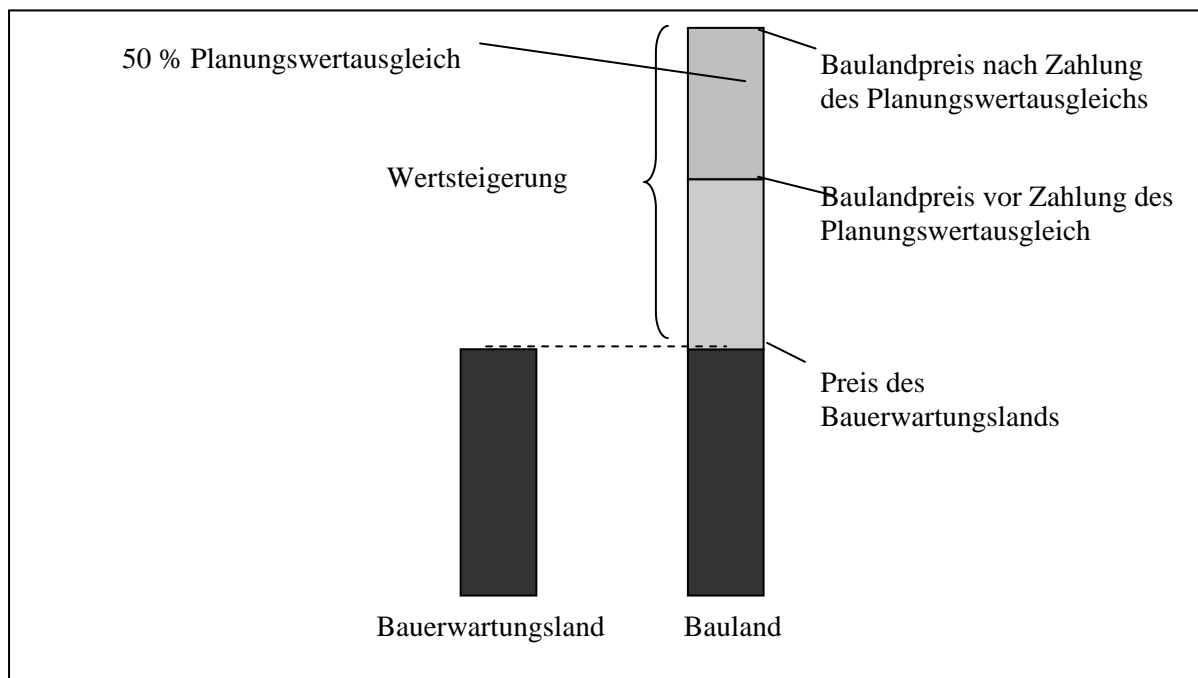 50 % Planungswertausgleich
Baulandpreis nach Zahlung
des Planungswertausgleichs
Wertsteigerung
Baulandpreis vor Zahlung des
Planungswertausgleich
Preis des
Bauerwartungslands
Bauerwartungsland
Bauland